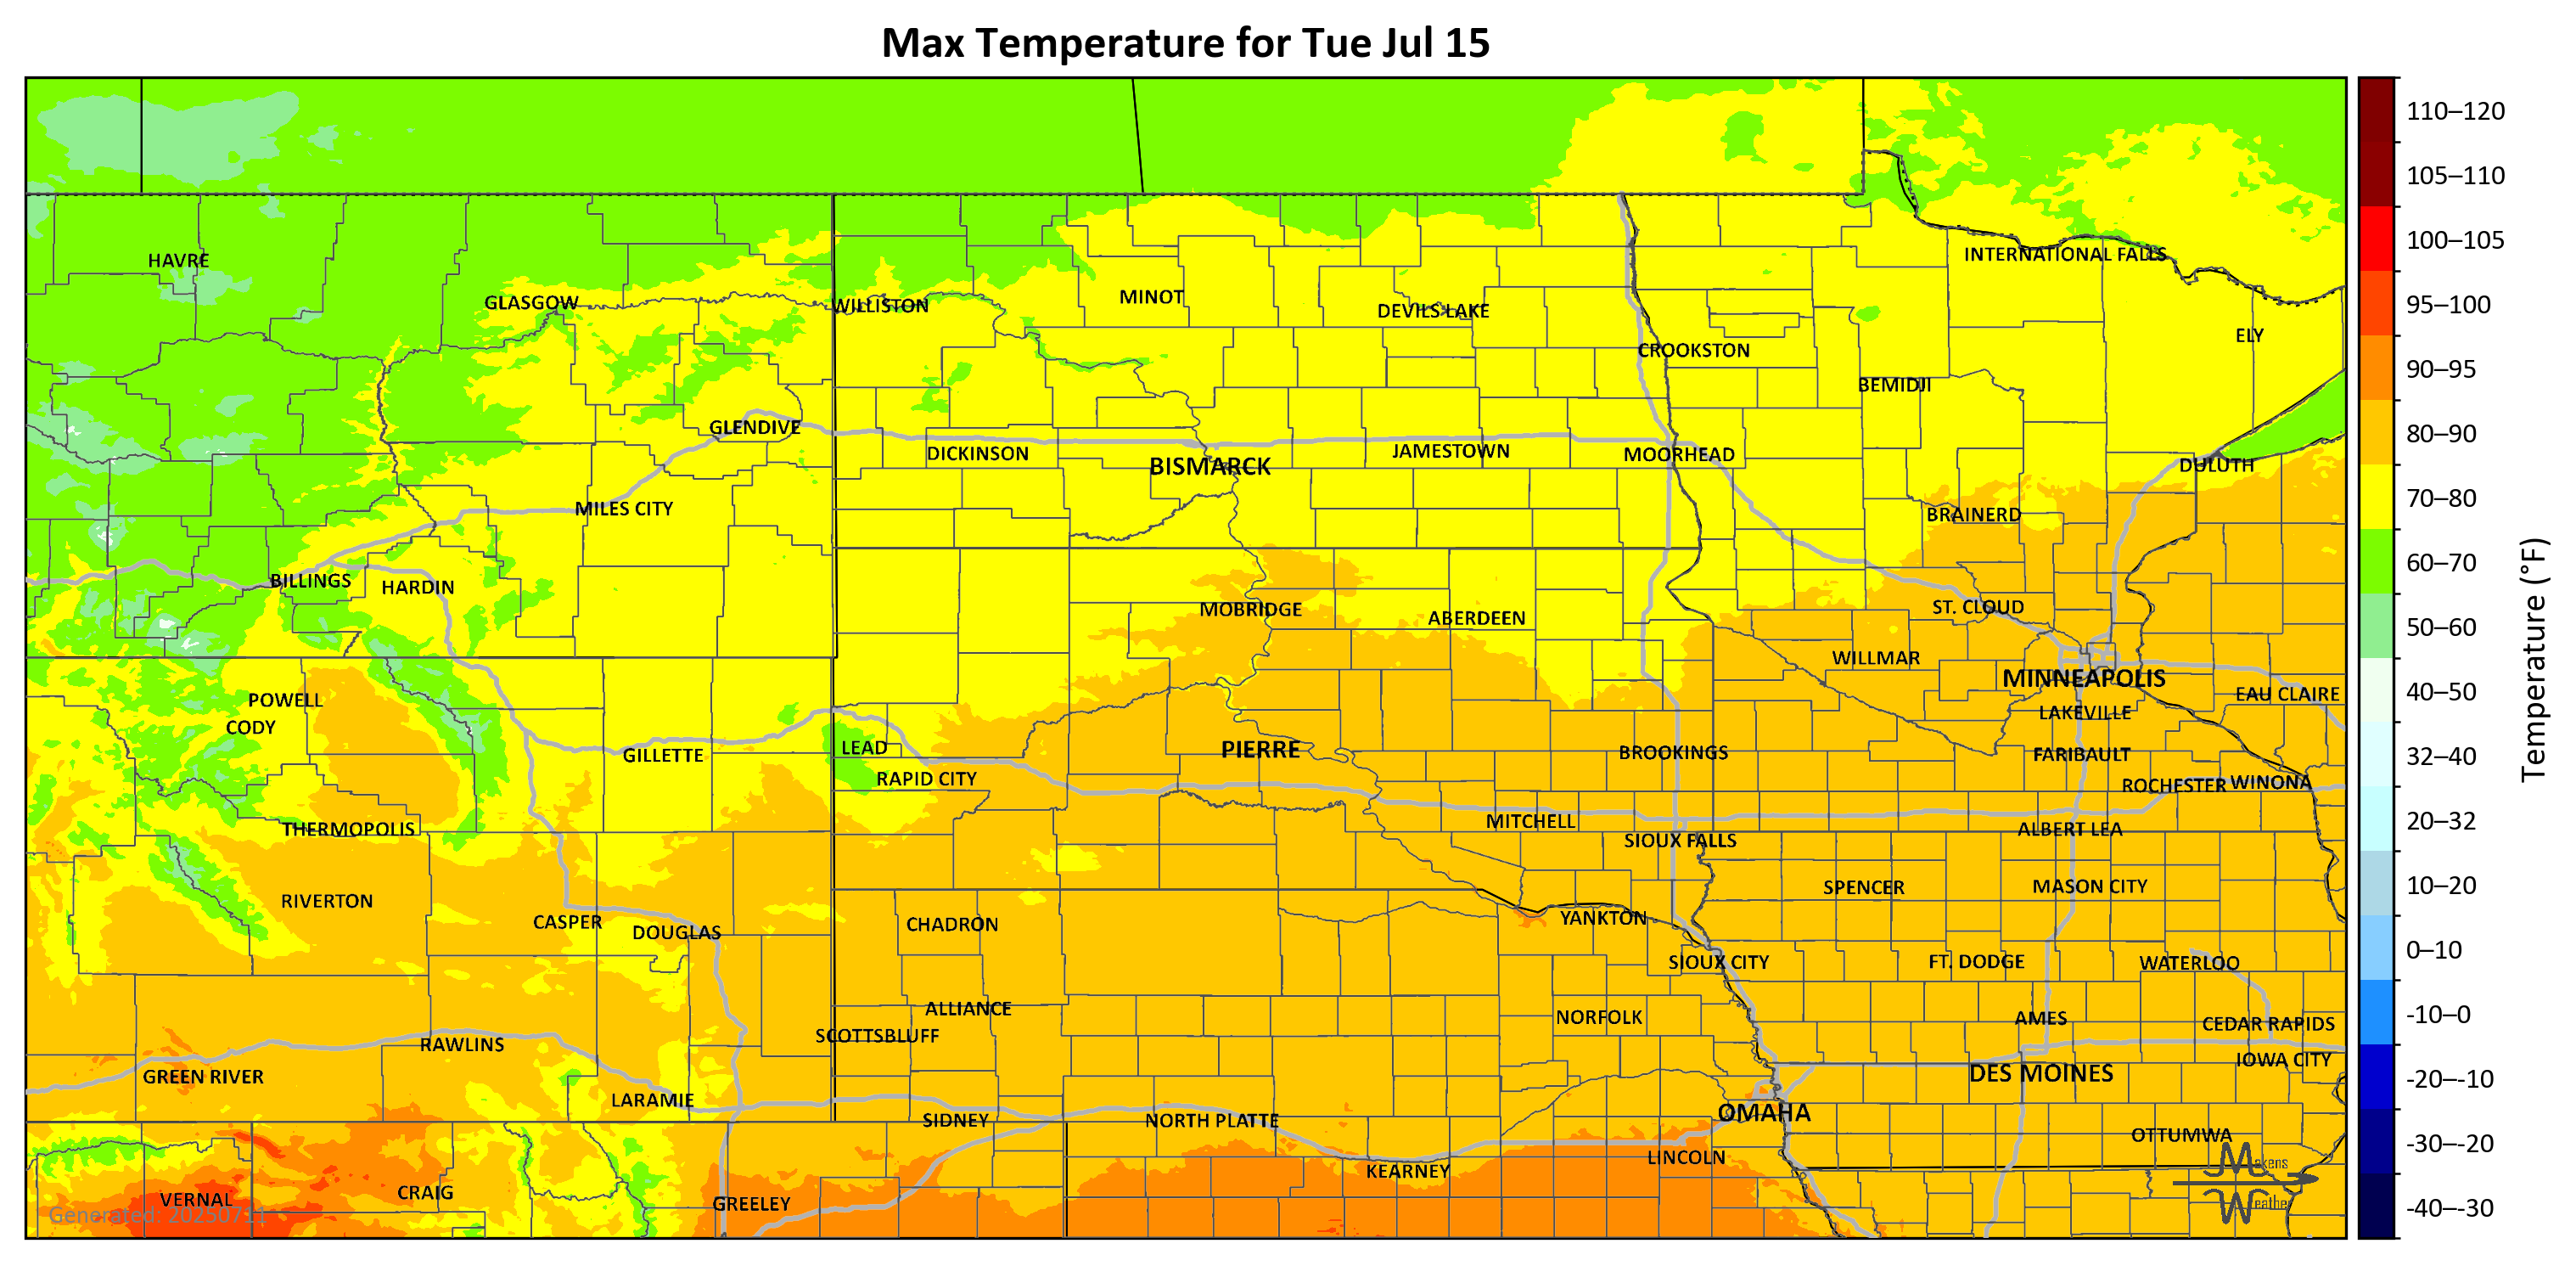 Max Temperature for Tue Jul 15
110–120
105–110
100–105
95–100
90–95
80–90
70–80
60–70
50–60
40–50
32–40
20–32
10–20
0–10
-10–0
-20–-10
-30–-20
-40–-30
Temperature (°F)
HAVRE
INTERNATIONAL FALLS
GLASGOW
WILLISTON
MINOT
DEVILS LAKE
ELY
CROOKSTON
BEMIDJI
GLENDIVE
DICKINSON
BISMARCK
JAMESTOWN
MOORHEAD
DULUTH
MILES CITY
BRAINERD
BILLINGS
HARDIN
MOBRIDGE
ABERDEEN
ST. CLOUD
WILLMAR
MINNEAPOLIS
EAU CLAIRE
POWELL
CODY
LAKEVILLE
GILLETTE
LEAD
PIERRE
BROOKINGS
FARIBAULT
RAPID CITY
ROCHESTER
WINONA
THERMOPOLIS
MITCHELL
SIOUX FALLS
ALBERT LEA
RIVERTON
SPENCER
MASON CITY
CASPER
DOUGLAS
CHADRON
YANKTON
SIOUX CITY
FT. DODGE
WATERLOO
ALLIANCE
NORFOLK
AMES
CEDAR RAPIDS
SCOTTSBLUFF
RAWLINS
IOWA CITY
GREEN RIVER
DES MOINES
LARAMIE
SIDNEY
NORTH PLATTE
OMAHA
OTTUMWA
LINCOLN
KEARNEY
VERNAL
CRAIG
GREELEY
Generated: 20250711
Makens
Weather